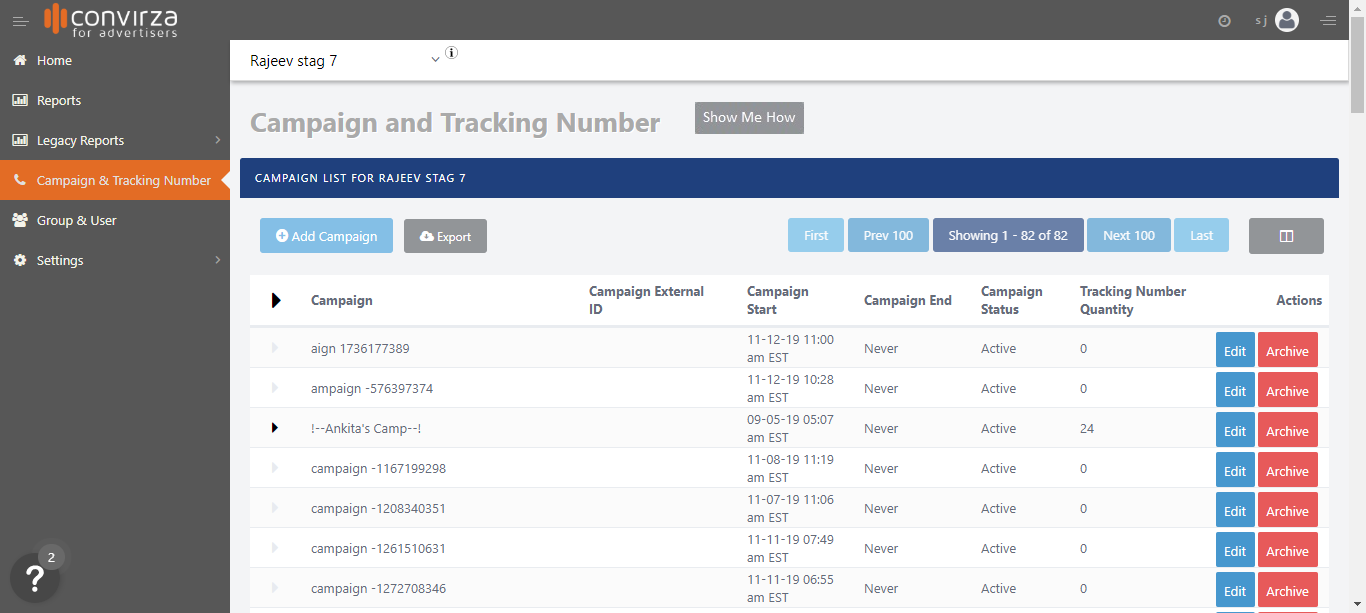 convirza
for advertisers
s j
Home
Reports
Legacy Reports
Campaign & Tracking Number
Group & User
Settings
2
?
Rajeev stag 7
i
Campaign and Tracking Number
Show Me How
CAMPAIGN LIST FOR RAJEEV STAG 7
Add Campaign
Export
First
Prev 100
Showing 1 - 82 of 82
Next 100
Last
Campaign
Campaign External
ID
Campaign
Start
Campaign End
Campaign
Status
Tracking Number
Quantity
Actions
aign 1736177389
11-12-19 11:00
am EST
Never
Active
0
Edit
Archive
ampaign -576397374
11-12-19 10:28
am EST
Never
Active
0
Edit
Archive
!--Ankita's Camp--!
09-05-19 05:07
am EST
Never
Active
24
Edit
Archive
campaign -1167199298
11-08-19 11:19
am EST
Never
Active
0
Edit
Archive
campaign -1208340351
11-07-19 11:06
am EST
Never
Active
0
Edit
Archive
campaign -1261510631
11-11-19 07:49
am EST
Never
Active
0
Edit
Archive
campaign -1272708346
11-11-19 06:55
am EST
Never
Active
0
Edit
Archive